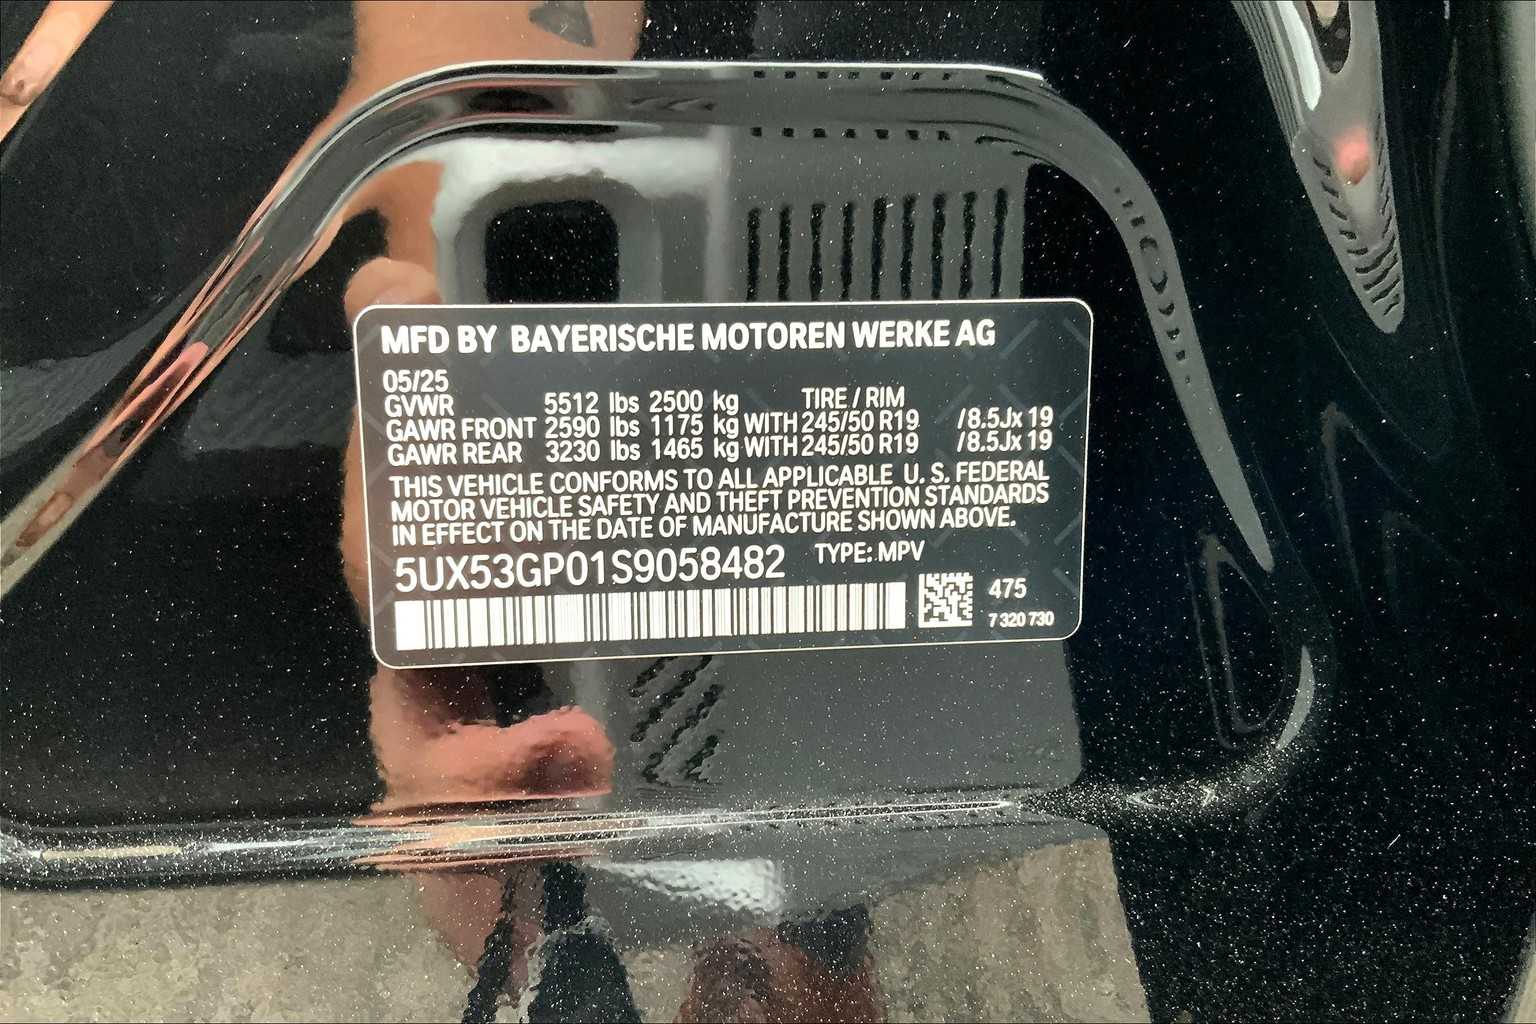 MFD BY BAYERISCHE MOTOREN WERKE AG
05/25
GVWR 5512 lbs 2500 kg TIRE / RIM
GAWR FRONT 2590 lbs 1175 kg WITH 245/50 R19 /8.5Jx 19
GAWR REAR 3230 lbs 1465 kg WITH 245/50 R19 /8.5Jx 19
THIS VEHICLE CONFORMS TO ALL APPLICABLE U. S. FEDERAL
MOTOR VEHICLE SAFETY AND THEFT PREVENTION STANDARDS
IN EFFECT ON THE DATE OF MANUFACTURE SHOWN ABOVE.
5UX53GP01S9058482 TYPE: MPV
475
7 320 730